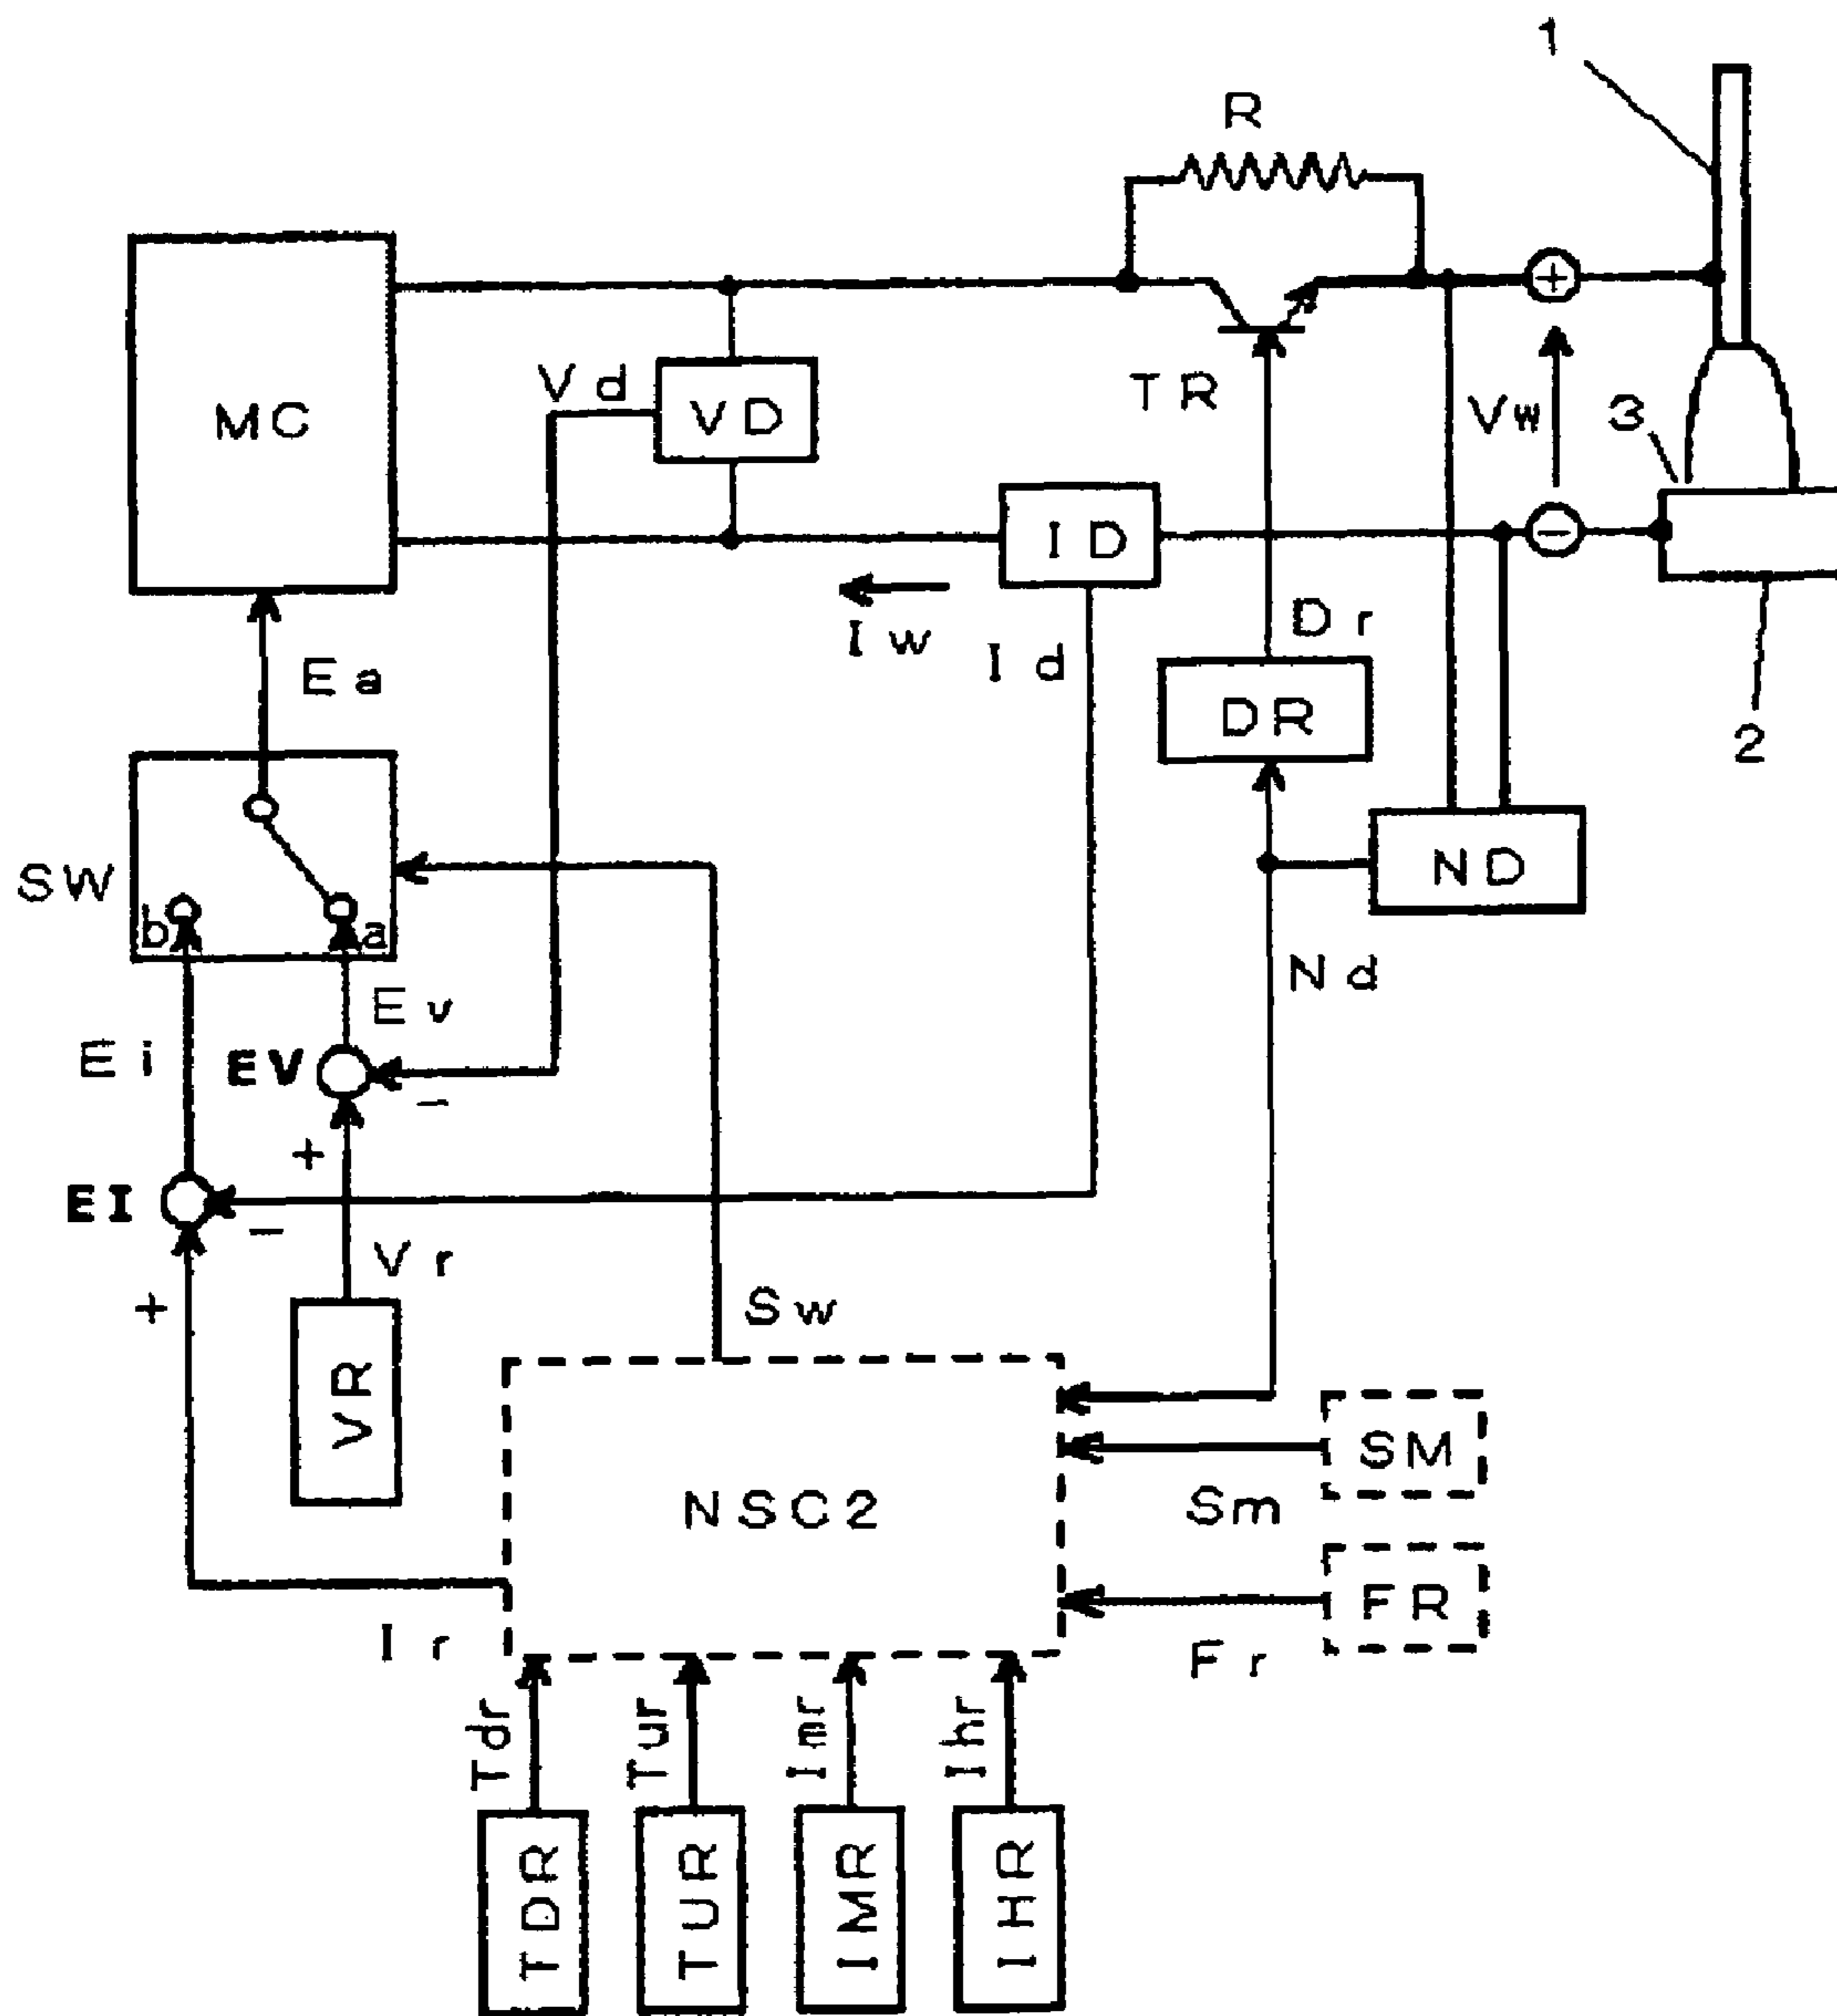 1
R
MC
Vd
VD
TR
Vw
3
+
−
ID
Iw
Id
Dr
DR
2
Ea
SW
b
a
ND
Nd
Ev
Ei
EV
−
+
EI
−
+
Vr
VR
Sw
NSC2
SM
Sm
FR
Fr
Ir
Tdr
Tur
Imr
Ihr
TDR
TUR
IMR
IHR